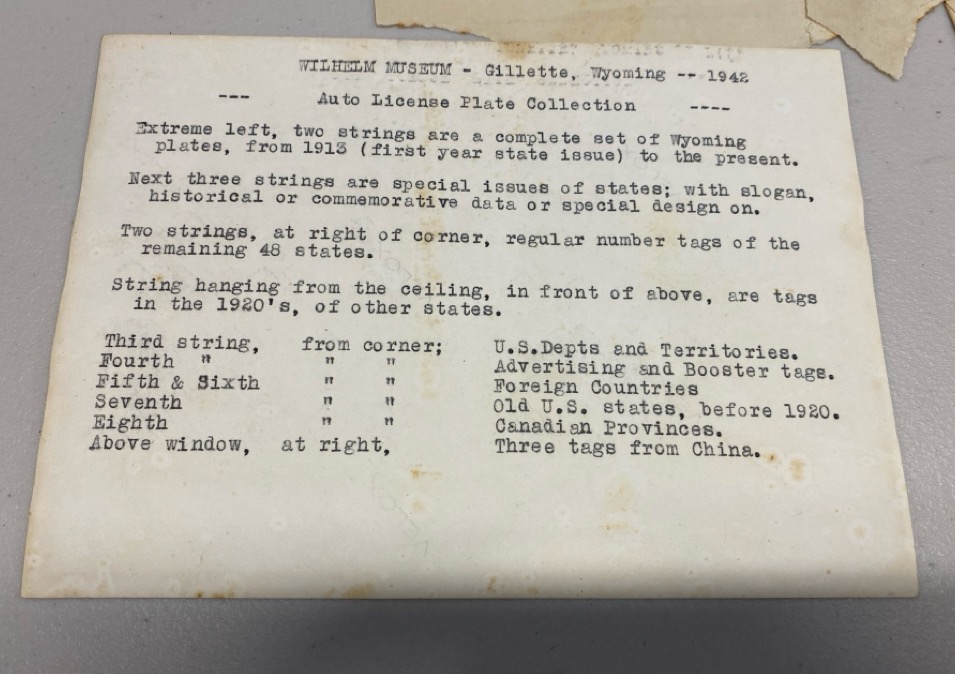 WILHELM MUSEUM - Gillette, Wyoming -- 1942
--- Auto License Plate Collection ----
Extreme left, two strings are a complete set of Wyoming
plates, from 1913 (first year state issue) to the present.
Next three strings are special issues of states; with slogan,
historical or commemorative data or special design on.
Two strings, at right of corner, regular number tags of the
remaining 48 states.
String hanging from the ceiling, in front of above, are tags
in the 1920's, of other states.
Third string, from corner; U.S.Depts and Territories.
Fourth " " " Advertising and Booster tags.
Fifth & Sixth " " Foreign Countries
Seventh " " Old U.S. states, before 1920.
Eighth " " Canadian Provinces.
Above window, at right, Three tags from China.